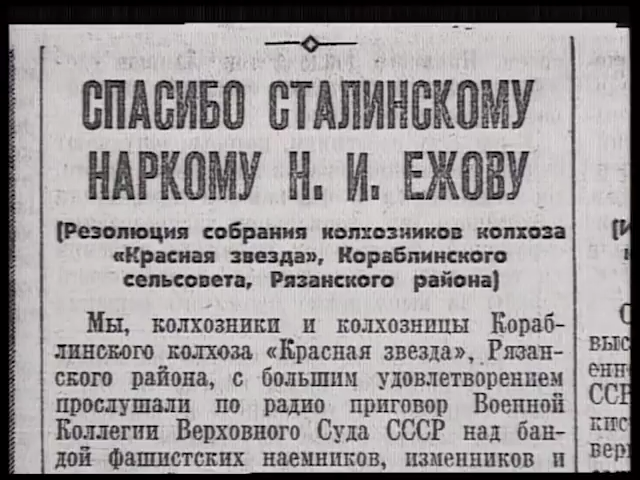 СПАСИБО СТАЛИНСКОМУ
НАРКОМУ Н. И. ЕЖОВУ
(Резолюция собрания колхозников колхоза
«Красная звезда», Кораблинского
сельсовета, Рязанского района)
Мы, колхозники и колхозницы Кораб-
линского колхоза «Красная звезда», Рязан-
ского района, с большим удовлетворением
прослушали по радио приговор Военной
Коллегии Верховного Суда СССР над бан-
дой фашистских наемников, изменников и